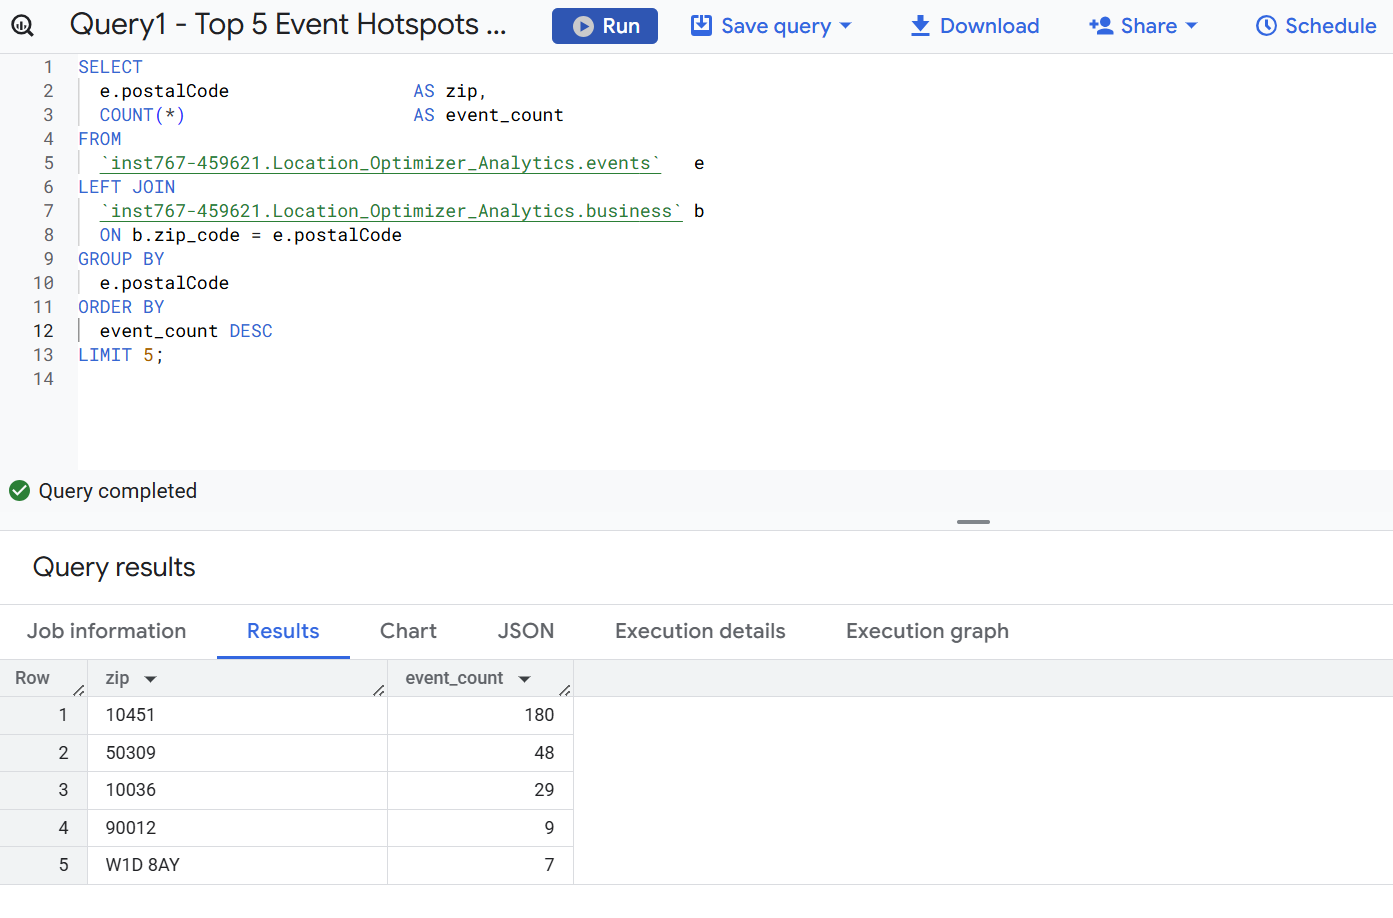 Query1 - Top 5 Event Hotspots ...
Run
Save query
Download
Share
Schedule
1 SELECT
2 e.postalCode AS zip,
3 COUNT(*) AS event_count
4 FROM
5 `inst767-459621.Location_Optimizer_Analytics.events` e
6 LEFT JOIN
7 `inst767-459621.Location_Optimizer_Analytics.business` b
8 ON b.zip_code = e.postalCode
9 GROUP BY
10 e.postalCode
11 ORDER BY
12 event_count DESC
13 LIMIT 5;
14
Query completed
Query results
Job information Results Chart JSON Execution details Execution graph
Row zip event_count
1 10451 180
2 50309 48
3 10036 29
4 90012 9
5 W1D 8AY 7